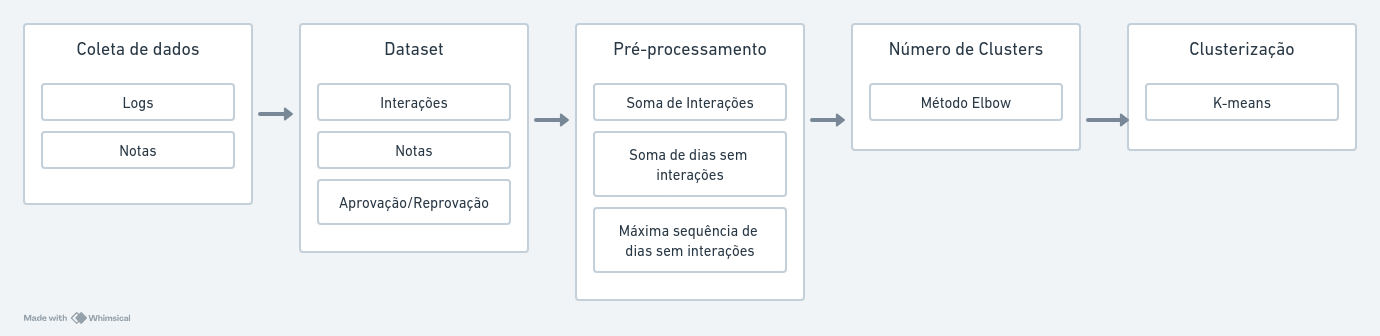 Coleta de dados
Logs
Notas
Dataset
Interações
Notas
Aprovação/Reprovação
Pré-processamento
Soma de Interações
Soma de dias sem
interações
Máxima sequência de
dias sem interações
Número de Clusters
Método Elbow
Clusterização
K-means
Made with Whimsical